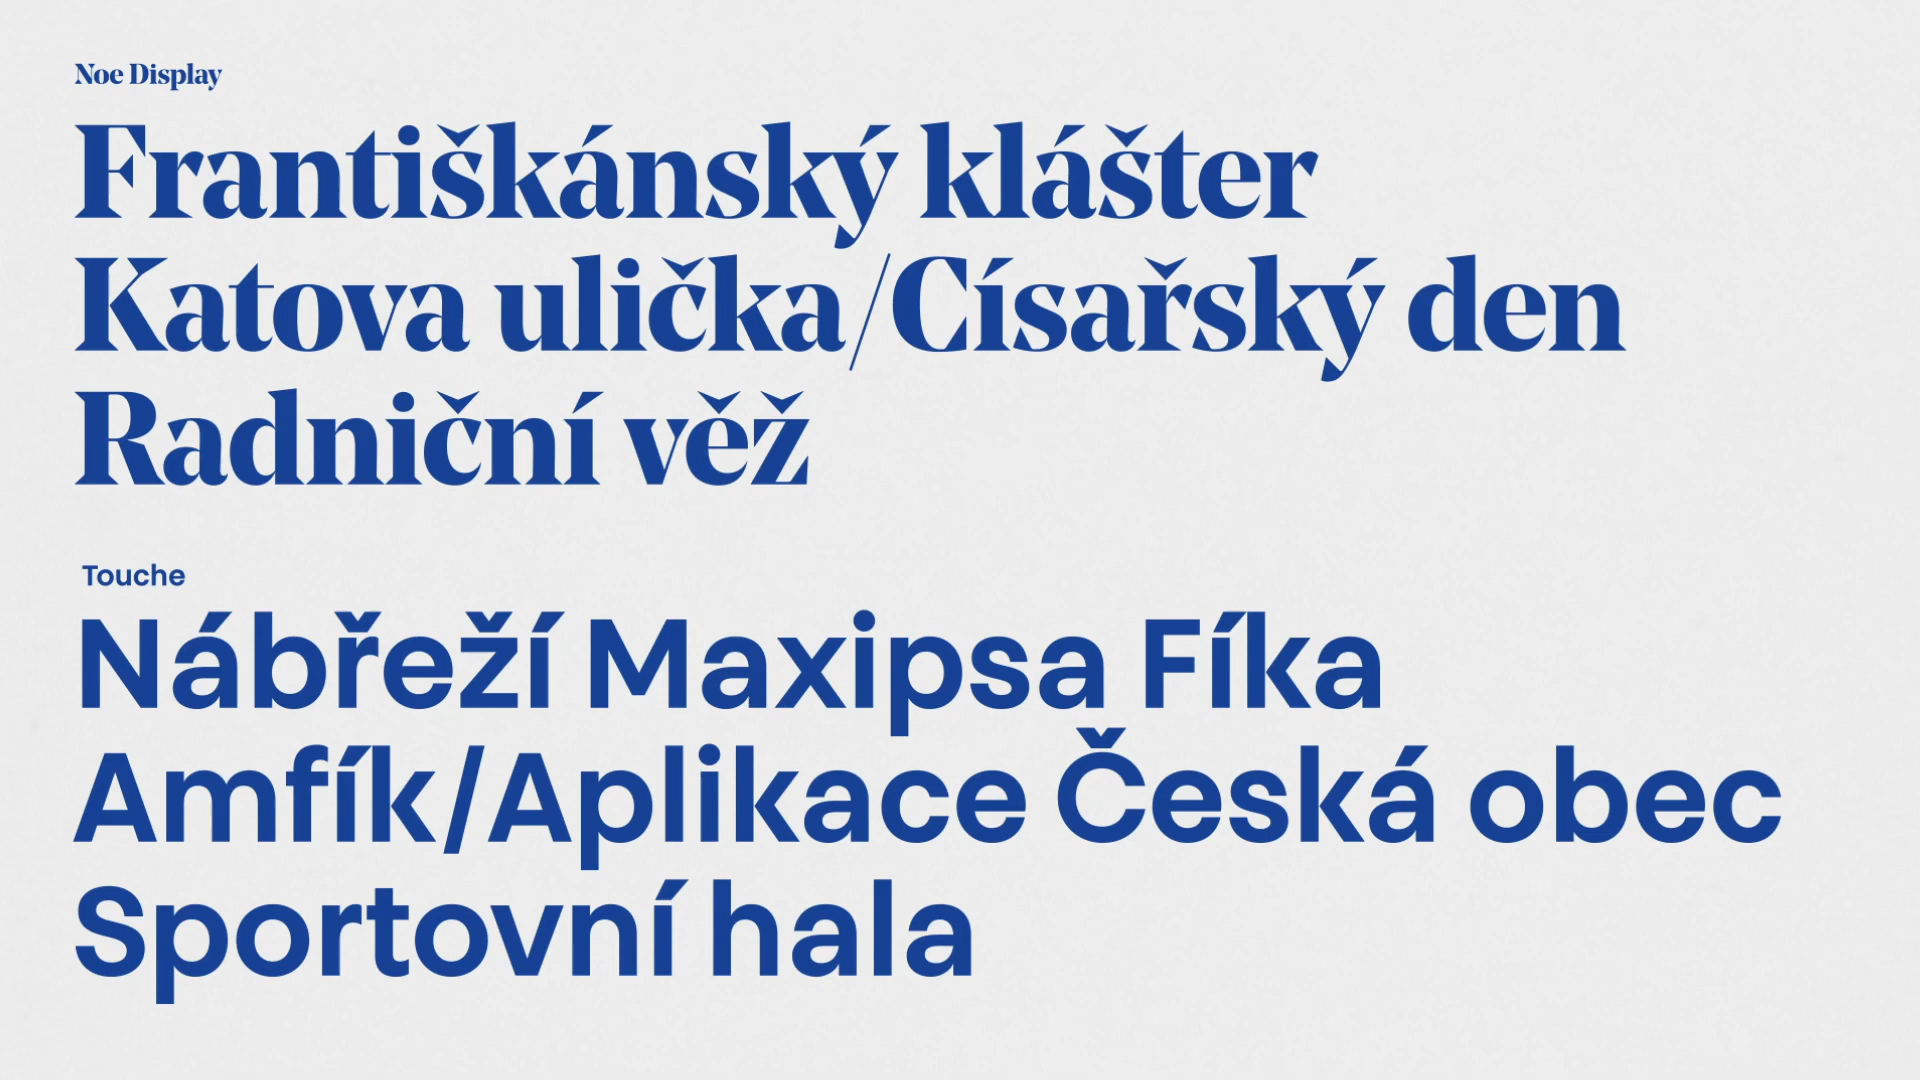 Noe Display
Františkánský klášter
Katova ulička/Císařský den
Radniční věž
Touche
Nábřeží Maxipsa Fíka
Amfík/Aplikace Česká obec
Sportovní hala